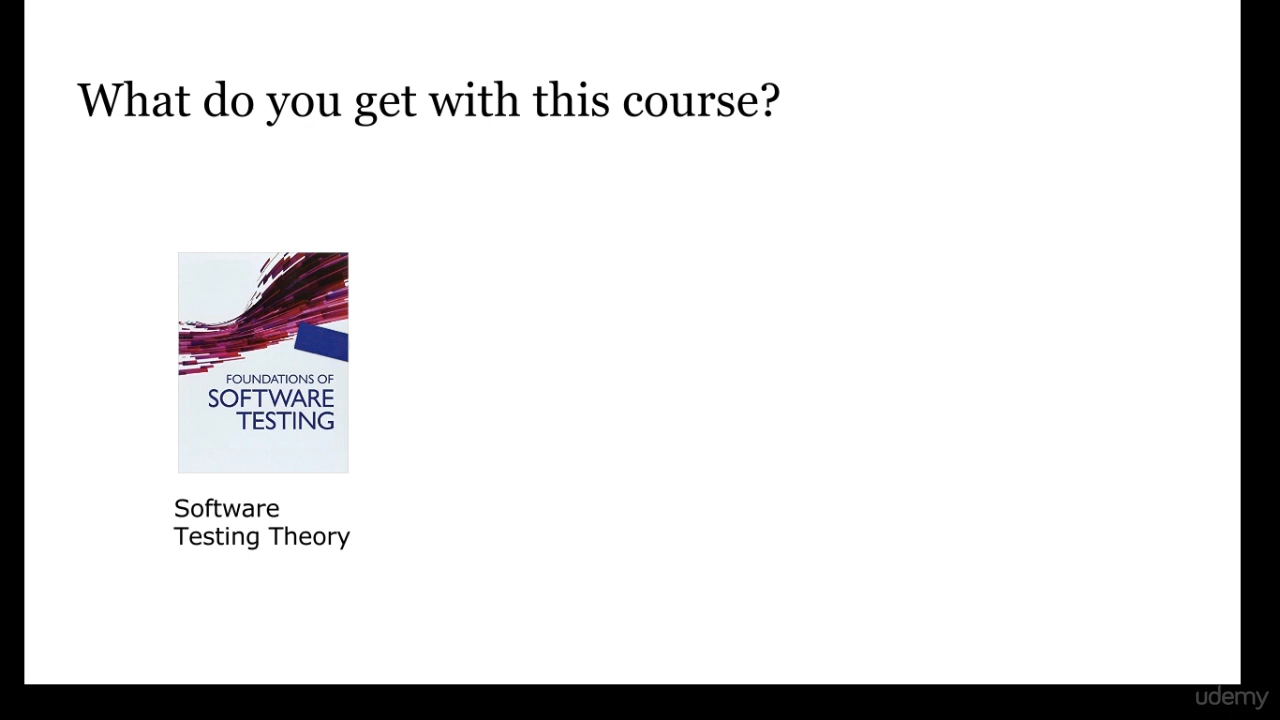 What do you get with this course?
FOUNDATIONS OF
SOFTWARE
TESTING
Software
Testing Theory
udemy